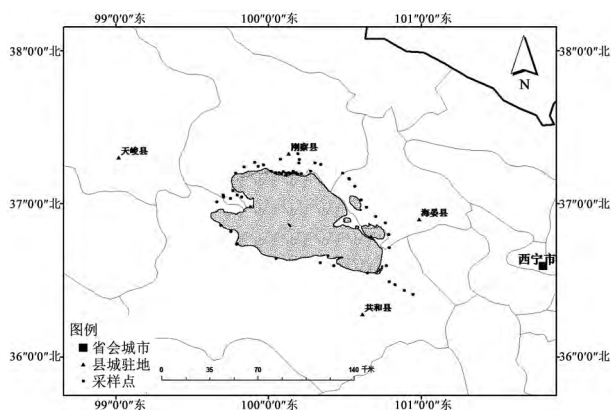 99°0'0"东
100°0'0"东
101°0'0"东
38°0'0"北
38°0'0"北
N
天峻县
刚察县
37°0'0"北
37°0'0"北
海晏县
西宁市
共和县
图例
省会城市
县城驻地
采样点
0 35 70 140 千米
36°0'0"北
36°0'0"北
99°0'0"东
100°0'0"东
101°0'0"东